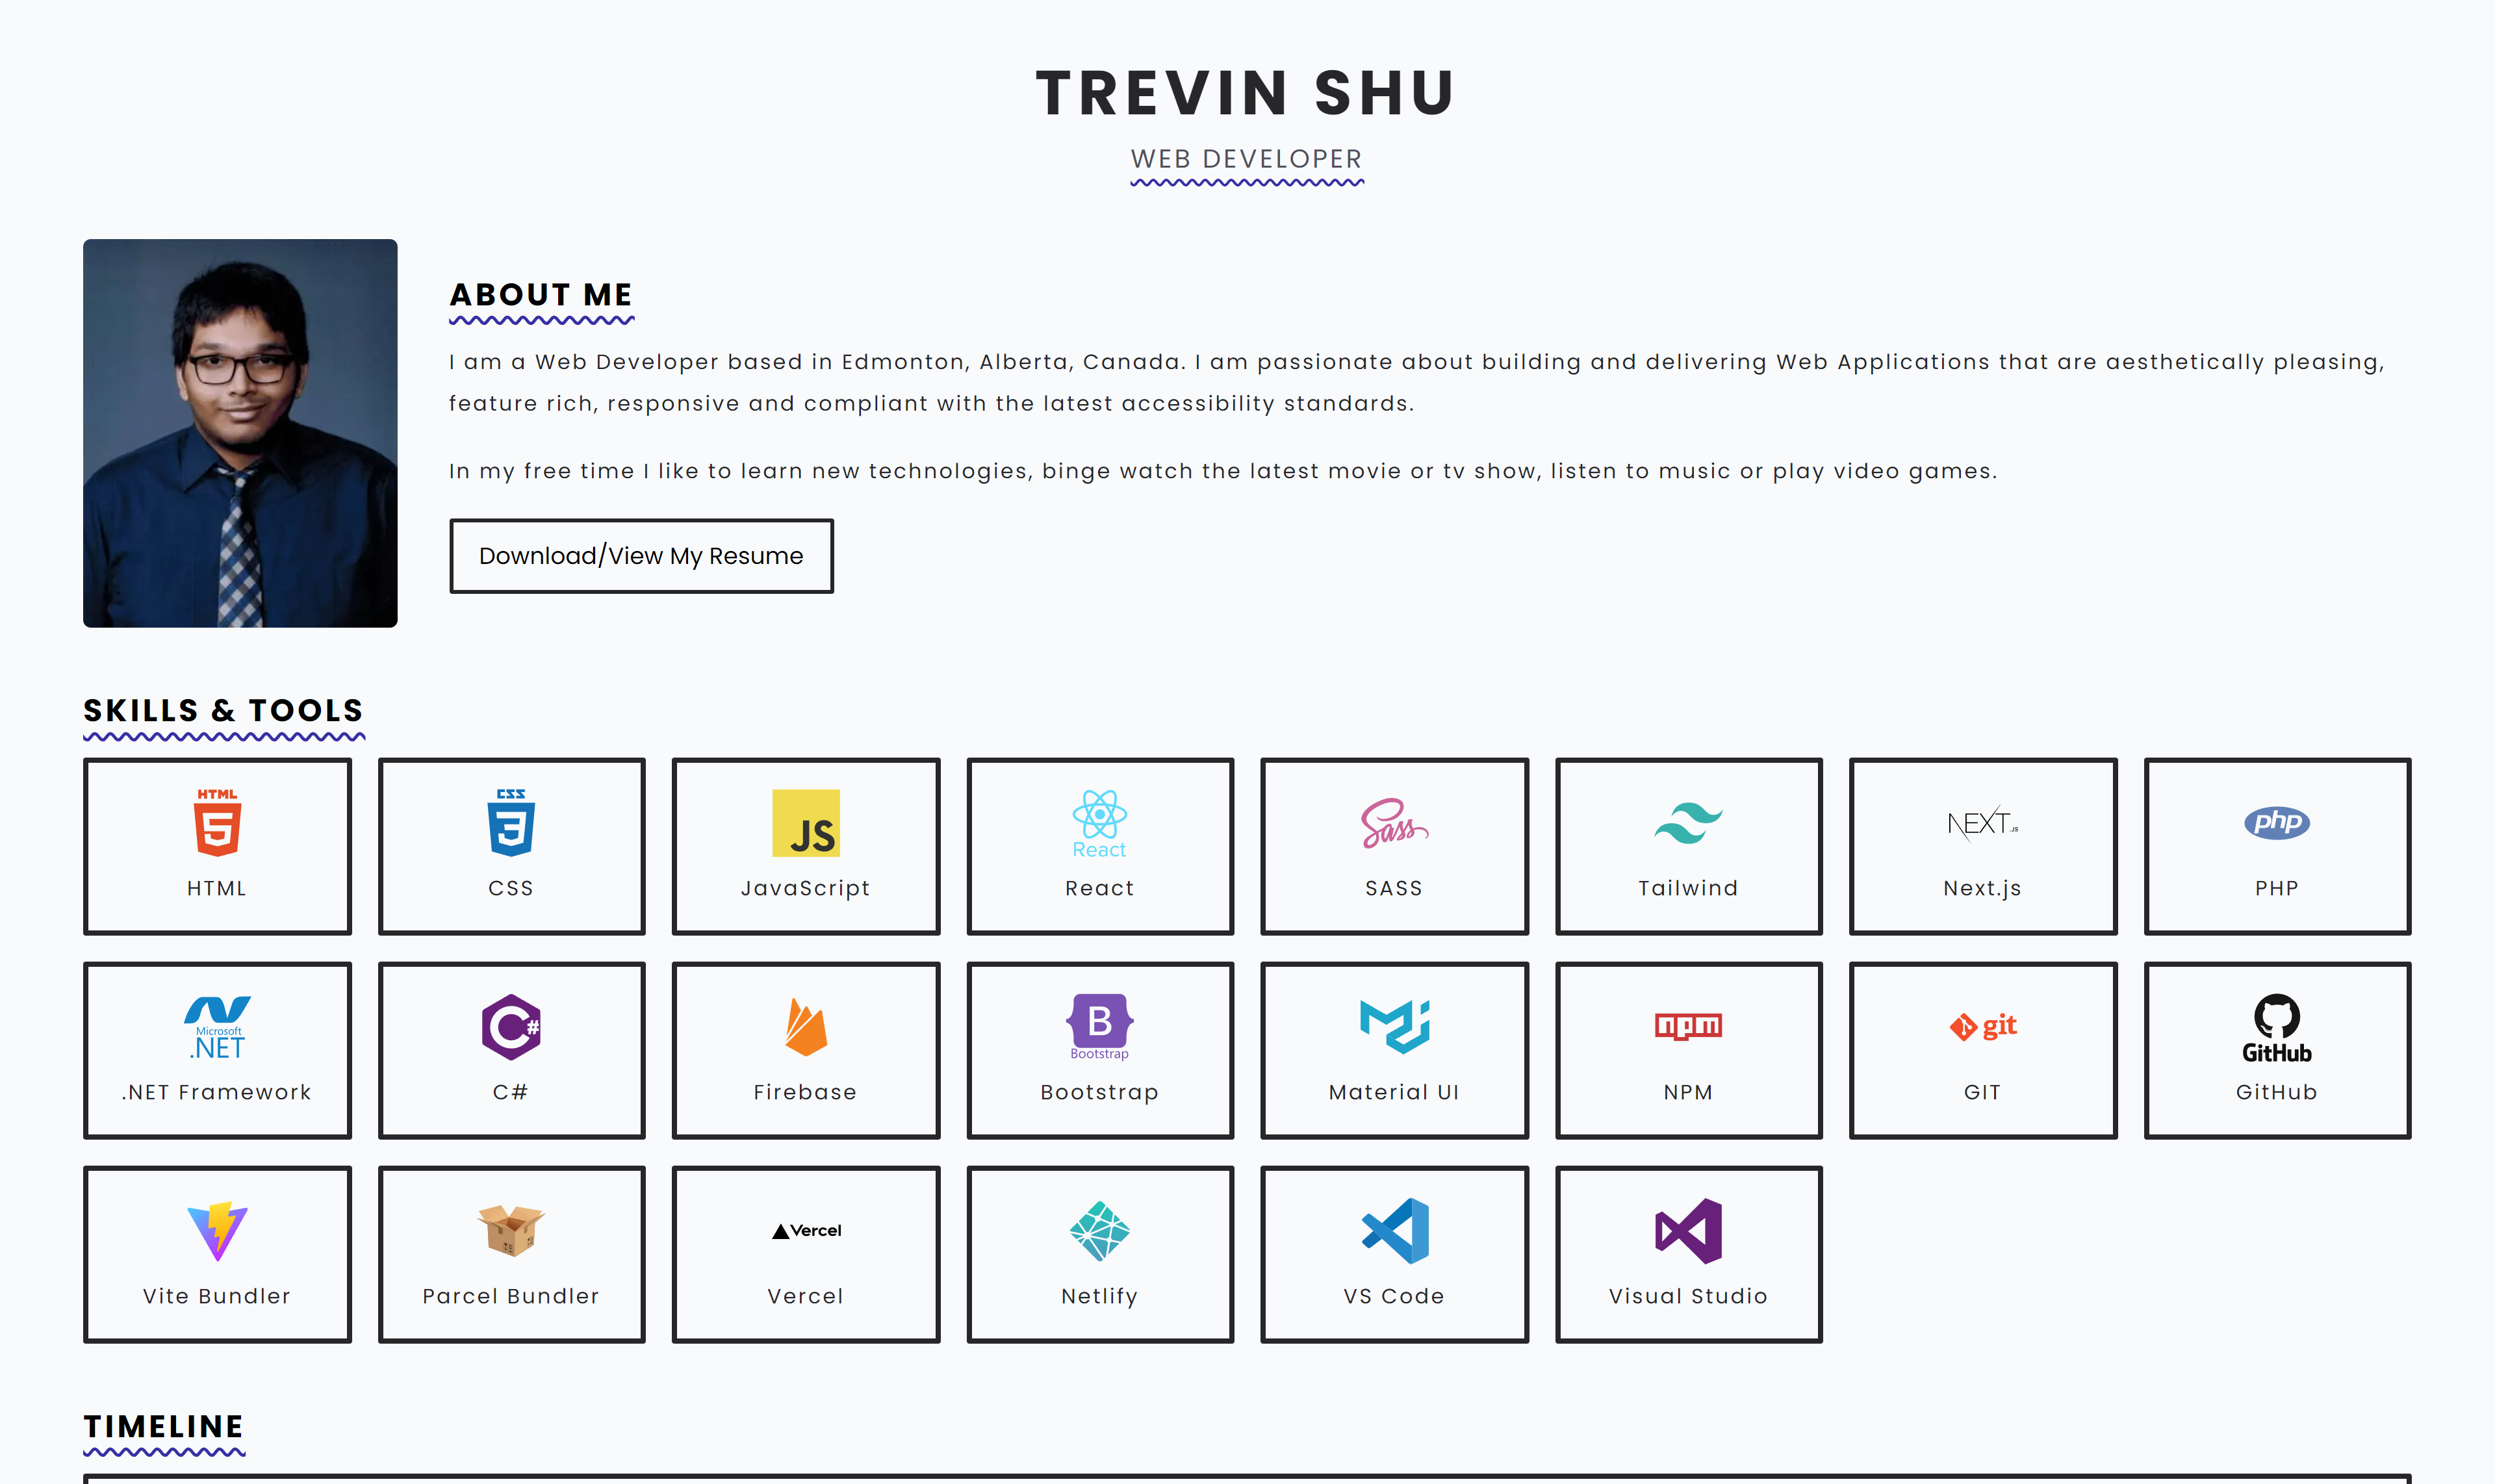 TREVIN SHU
WEB DEVELOPER
ABOUT ME
I am a Web Developer based in Edmonton, Alberta, Canada. I am passionate about building and delivering Web Applications that are aesthetically pleasing,
feature rich, responsive and compliant with the latest accessibility standards.
In my free time I like to learn new technologies, binge watch the latest movie or tv show, listen to music or play video games.
Download/View My Resume
SKILLS & TOOLS
HTML
5
HTML
CSS
3
CSS
JS
JavaScript
React
React
Sass
SASS
Tailwind
NEXT.JS
Next.js
php
PHP
Microsoft
.NET
.NET Framework
C#
C#
Firebase
B
Bootstrap
Bootstrap
Material UI
npm
NPM
git
GIT
GitHub
GitHub
Vite Bundler
Parcel Bundler
Vercel
Vercel
Netlify
VS Code
Visual Studio
TIMELINE